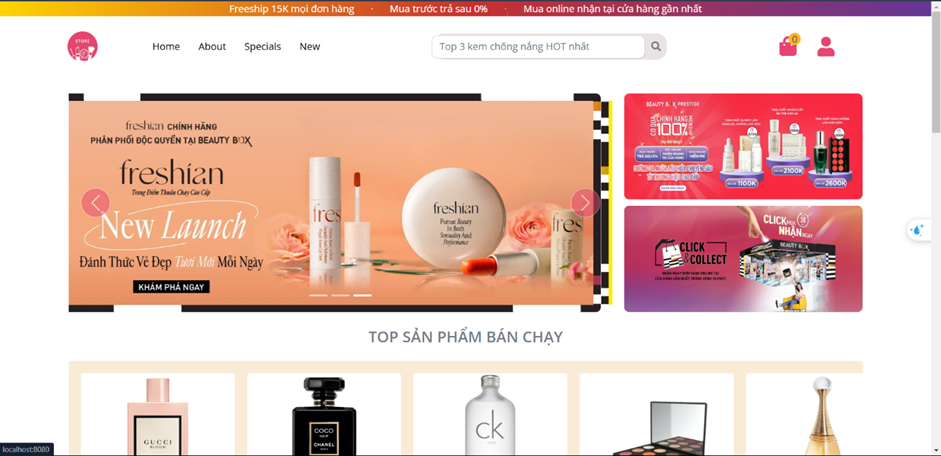 Freeship 15K mọi đơn hàng · Mua trước trả sau 0% · Mua online nhận tại cửa hàng gần nhất
STORE
Home About Specials New
Top 3 kem chống nắng HOT nhất
0
freshian CHÍNH HÃNG
PHÂN PHỐI ĐỘC QUYỀN TẠI BEAUTY BOX
freshian
Trang Điểm Thuần Chay Cao Cấp
New Launch
Đánh Thức Vẻ Đẹp Tươi Mới Mỗi Ngày
KHÁM PHÁ NGAY
fres
freshian
Pursue Beauty
In Both
Sensuality And
Performance
fres
BEAUTY BOX PRESTIGE
CHÍNH HÃNG
100%
1100K
2100K
2600K
CLICK
NHẬN
CLICK
& COLLECT
BEAUTY BOX
TOP SẢN PHẨM BÁN CHẠY
GUCCI
BLOOM
COCO
NOIR
CHANEL
PARIS
ck
localhost:8080